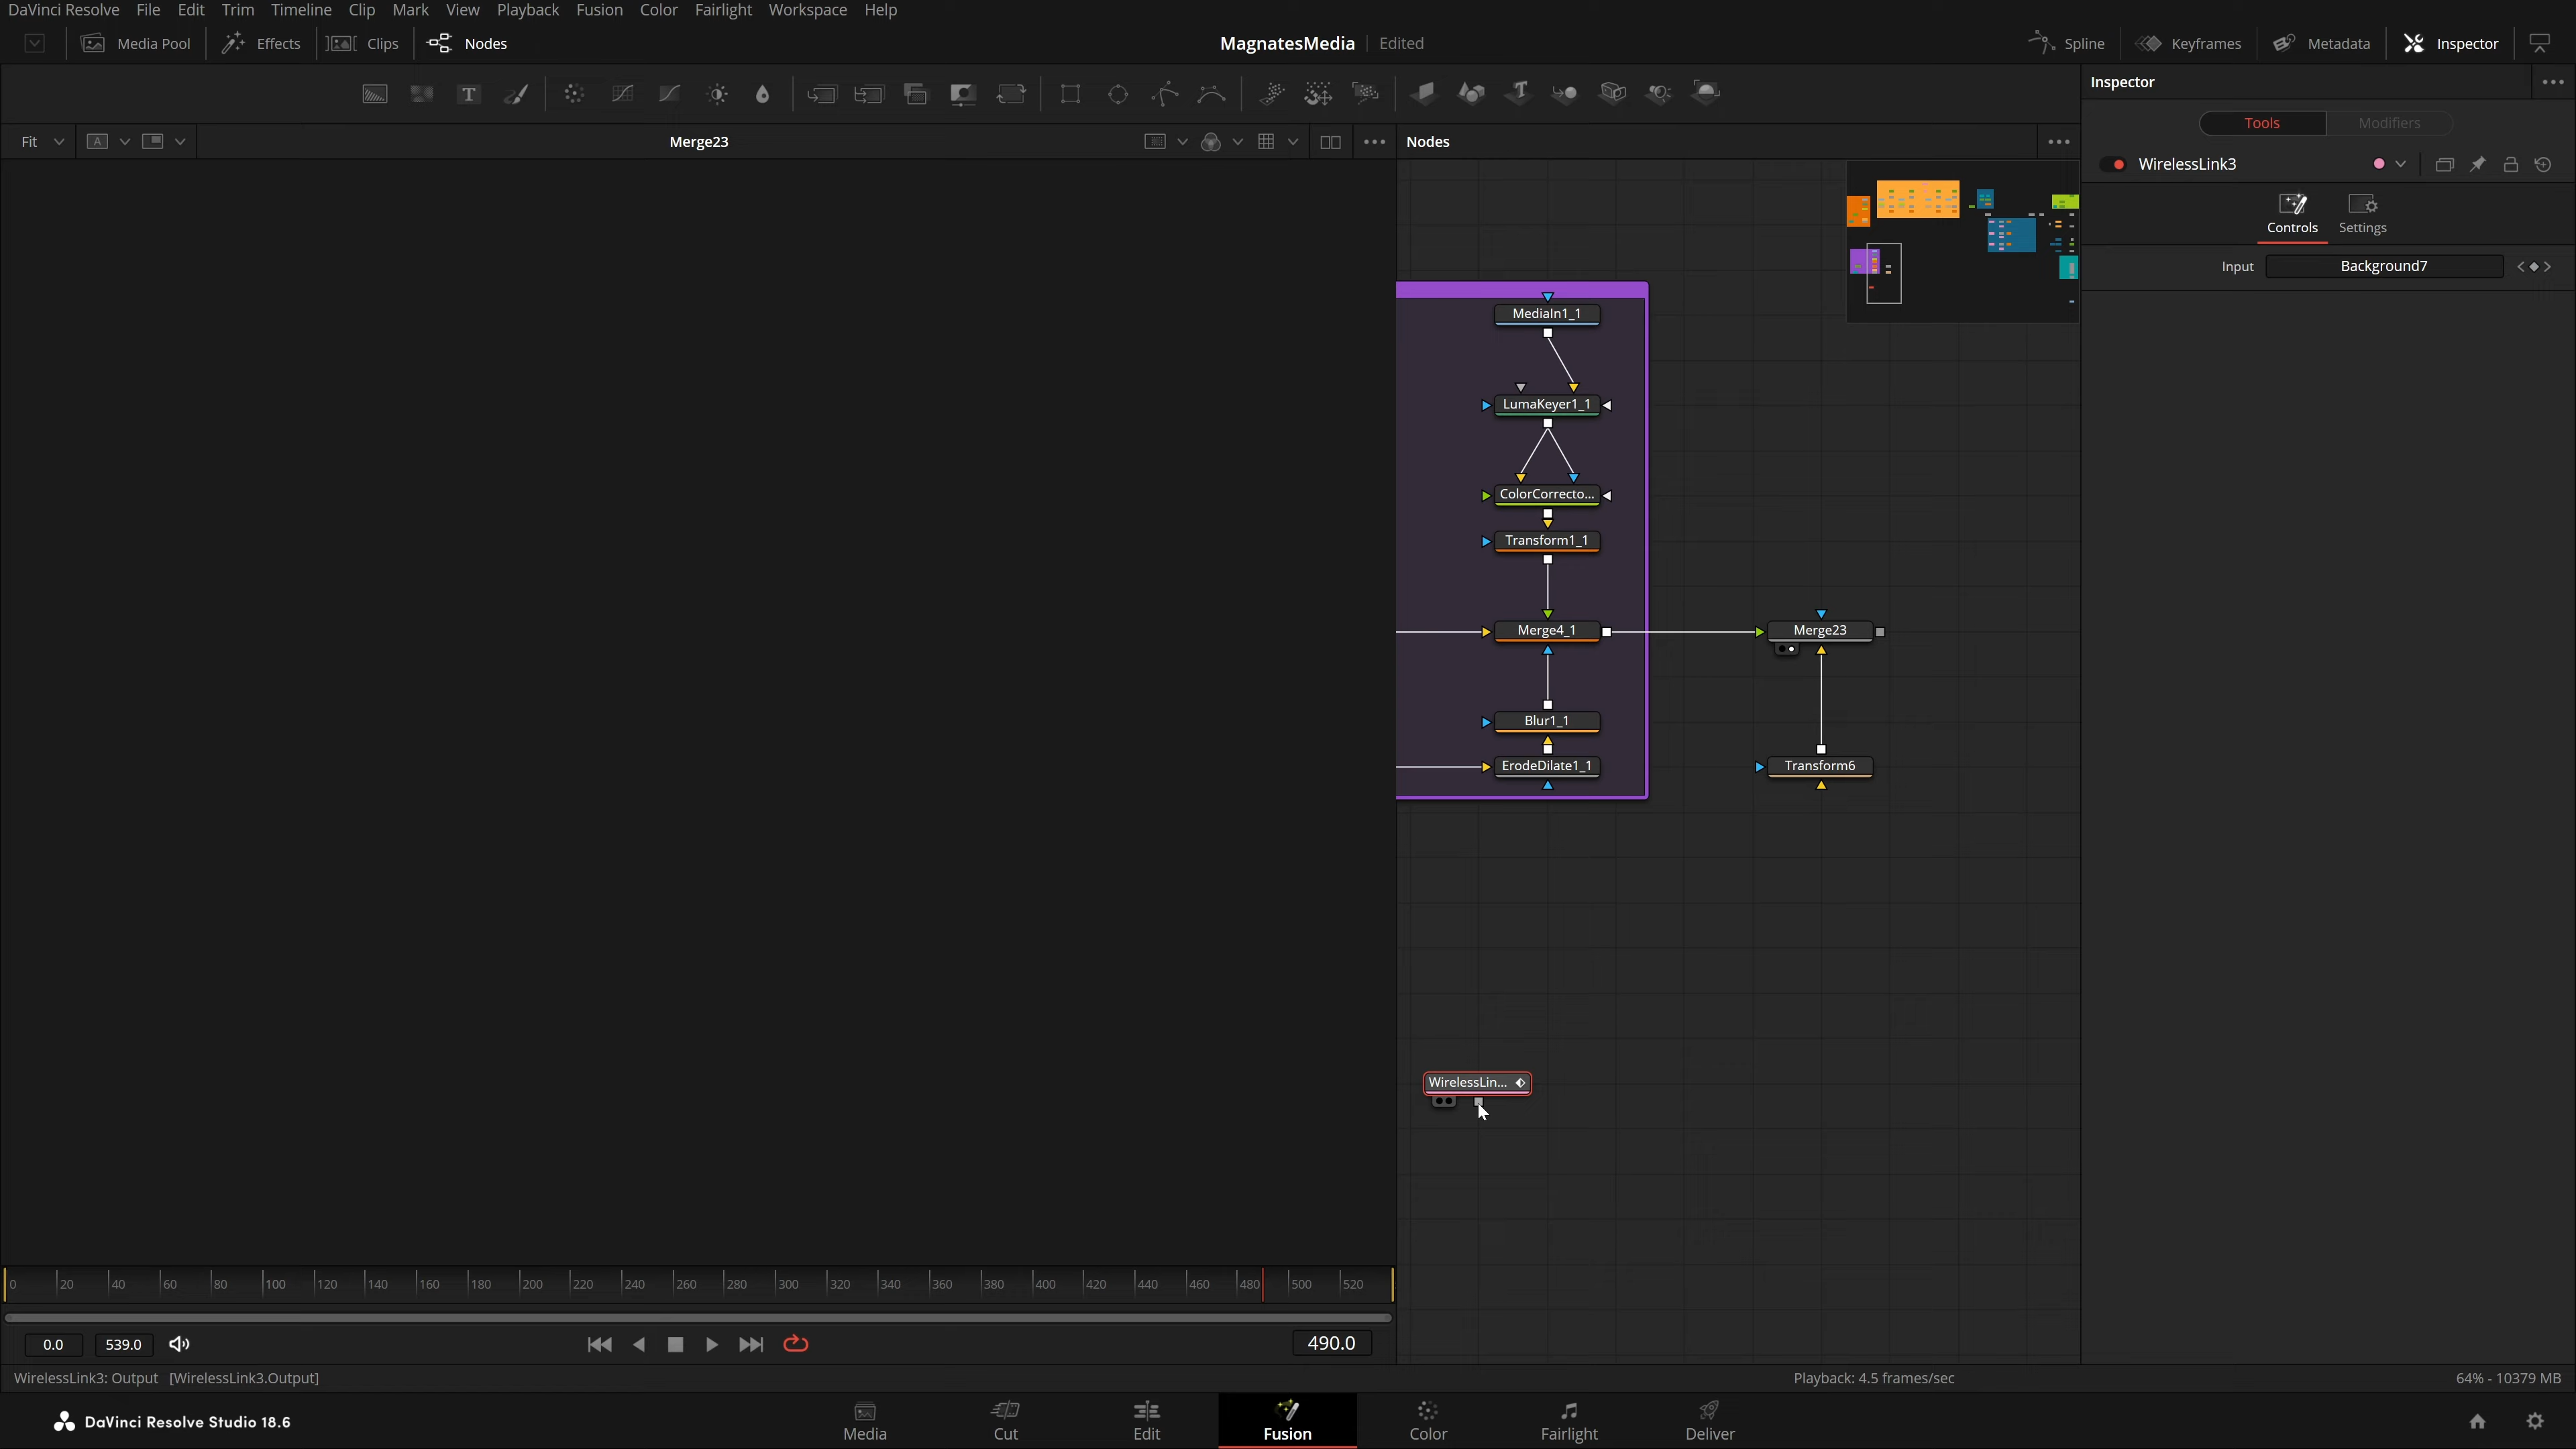 DaVinci Resolve File Edit Trim Timeline Clip Mark View Playback Fusion Color Fairlight Workspace Help
Media Pool Effects Clips Nodes MagnatesMedia Edited Spline Keyframes Metadata Inspector
Inspector
Tools Modifiers
Fit A Merge23 Nodes
WirelessLink3
Controls Settings
Input Background7
MediaIn1_1
LumaKeyer1_1
ColorCorrecto...
Transform1_1
Merge4_1 Merge23
Blur1_1
ErodeDilate1_1 Transform6
WirelessLin...
0 20 40 60 80 100 120 140 160 180 200 220 240 260 280 300 320 340 360 380 400 420 440 460 480 500 520
0.0 539.0 490.0
WirelessLink3: Output [WirelessLink3.Output] Playback: 4.5 frames/sec 64% - 10379 MB
DaVinci Resolve Studio 18.6 Media Cut Edit Fusion Color Fairlight Deliver